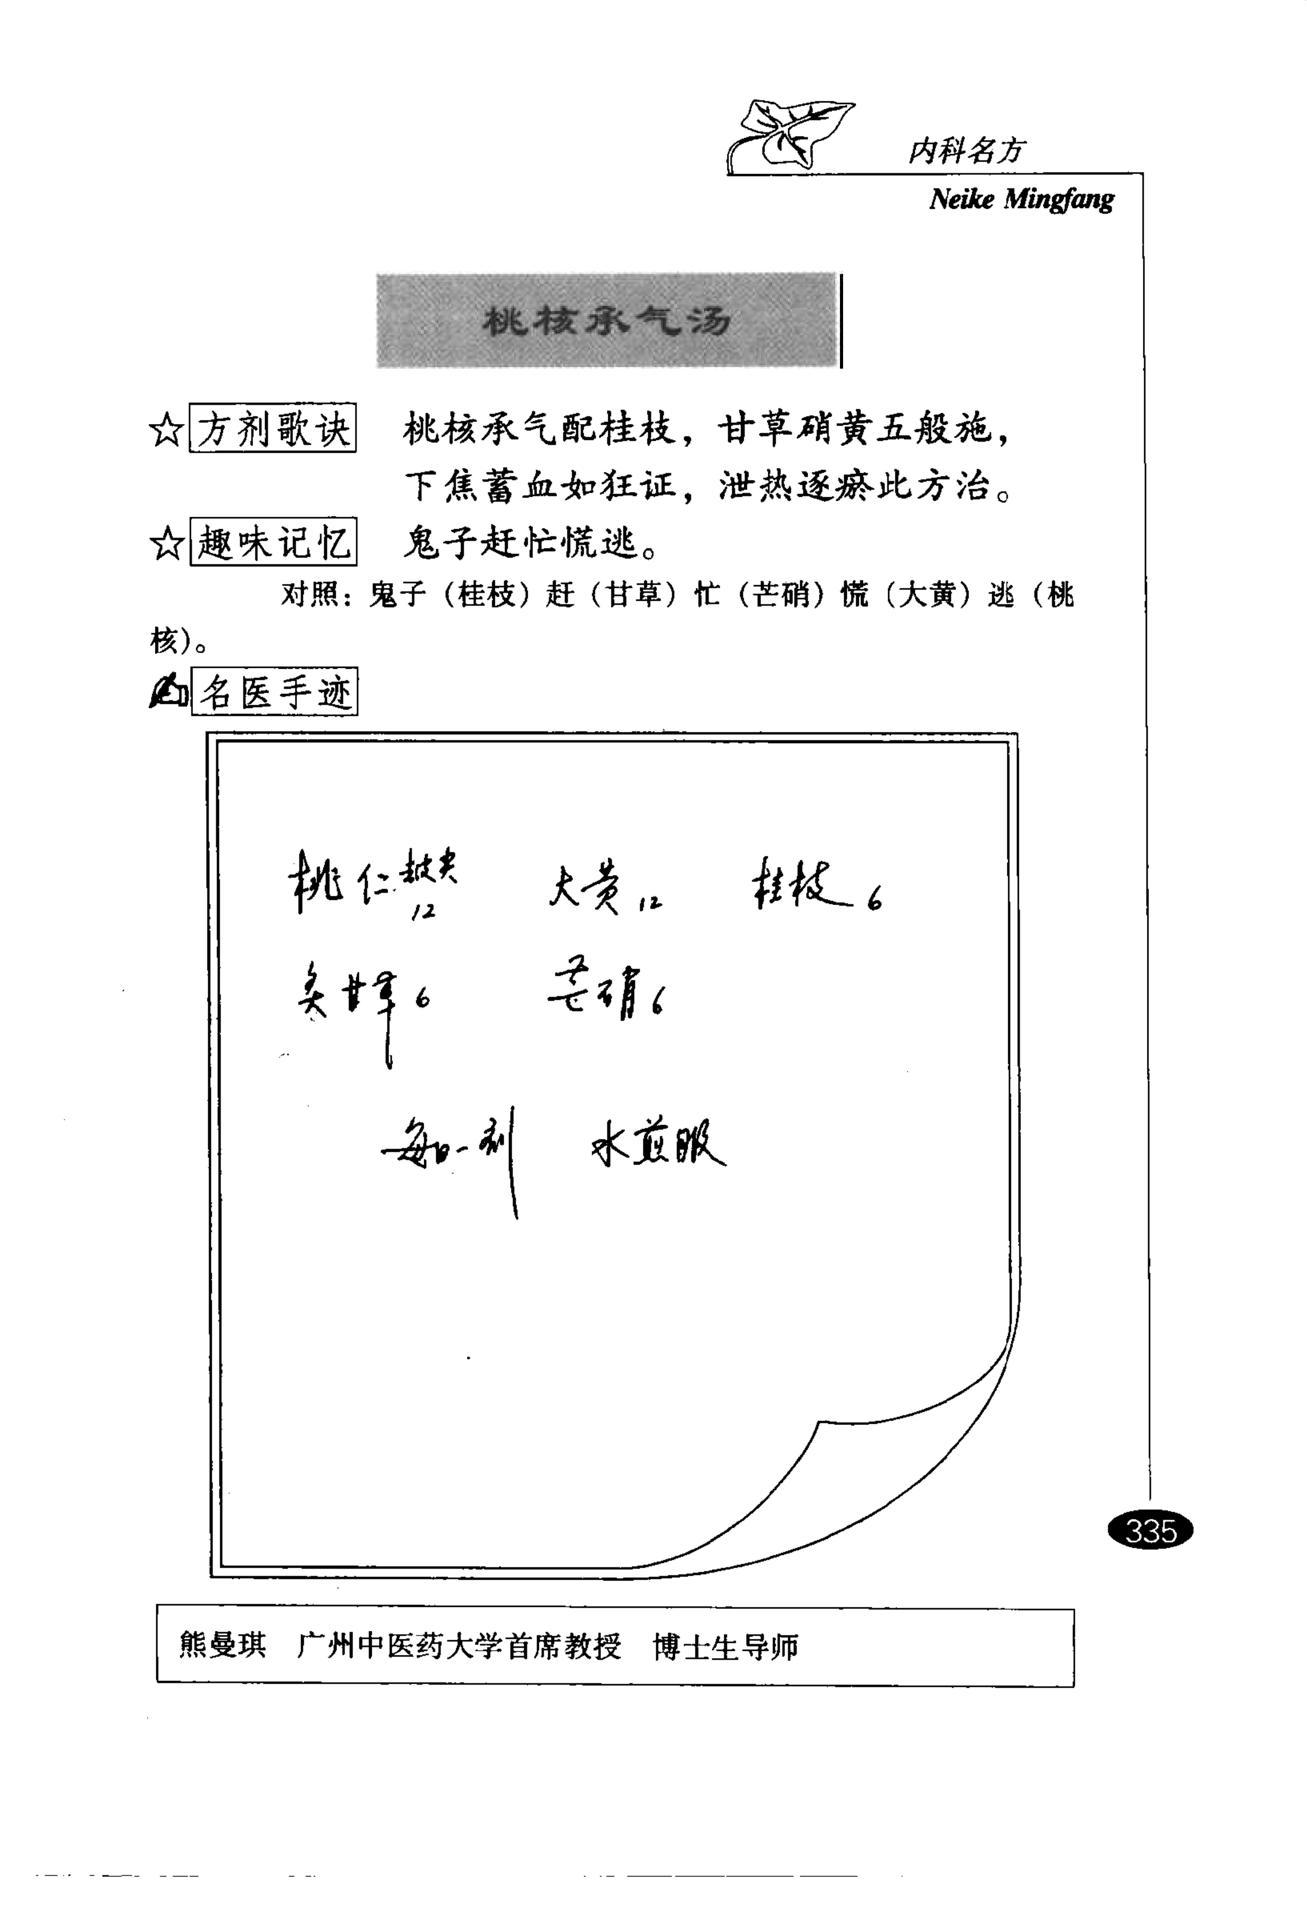 内科名方
Neike Mingfang
桃核承气汤
☆方剂歌诀 桃核承气配桂枝，甘草硝黄五般施，
下焦蓄血如狂证，泄热逐瘀此方治。
☆趣味记忆 鬼子赶忙慌逃。
对照：鬼子（桂枝）赶（甘草）忙（芒硝）慌（大黄）逃（桃
核）。
名医手迹
桃仁 12 大黄12 桂枝6
炙甘草6 芒硝6
每日一剂 水煎服
335
熊曼琪 广州中医药大学首席教授 博士生导师